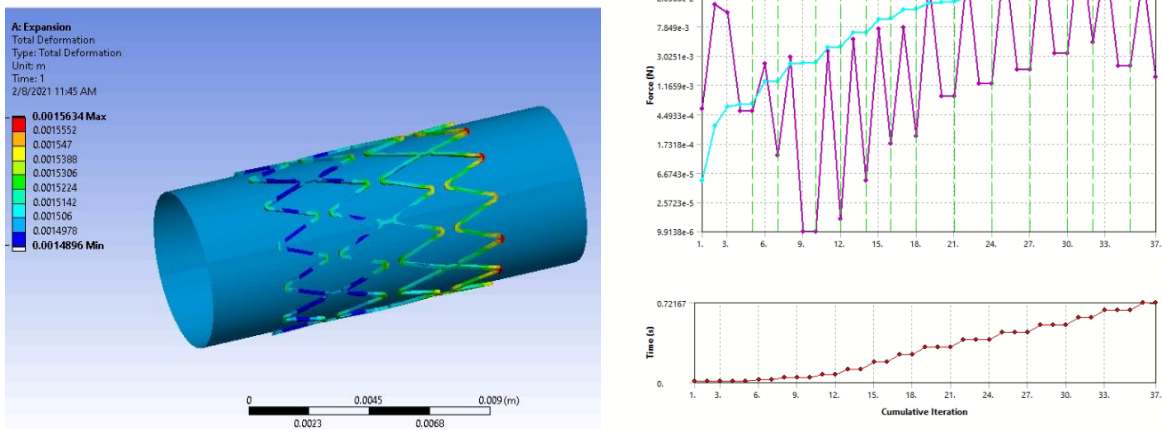 A: Expansion
Total Deformation
Type: Total Deformation
Unit: m
Time: 1
2/8/2021 11:45 AM
0.0015634 Max
0.0015552
0.001547
0.0015388
0.0015306
0.0015224
0.0015142
0.001506
0.0014978
0.0014896 Min
0 0.0045 0.009 (m)
0.0023 0.0068
Force (N)
7.849e-3
3.0251e-3
1.1659e-3
4.4933e-4
1.7318e-4
6.6743e-5
2.5723e-5
9.9138e-6
1. 3. 6. 9. 12. 15. 18. 21. 24. 27. 30. 33. 37.
Time (s)
0.72167
0.
1. 3. 6. 9. 12. 15. 18. 21. 24. 27. 30. 33. 37.
Cumulative Iteration